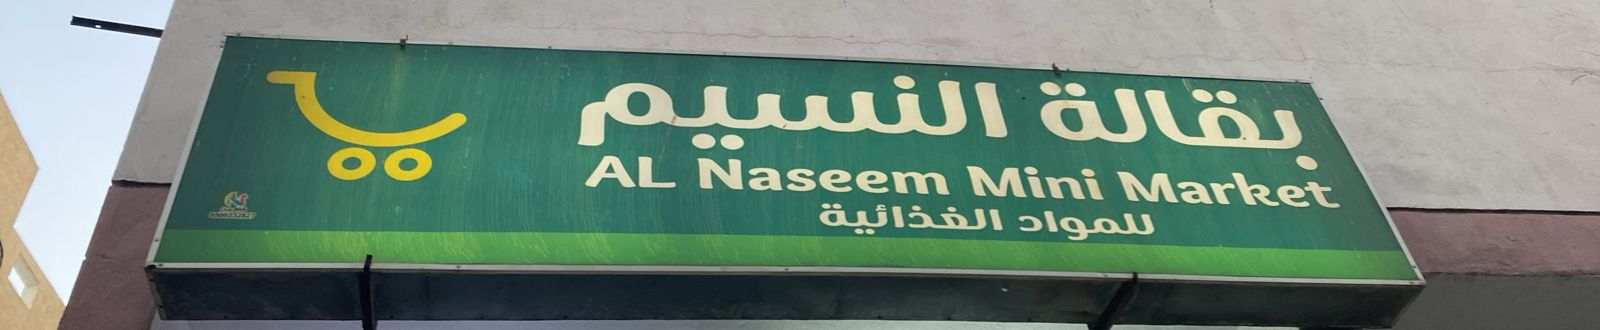 بقالة النسيم
AL Naseem Mini Market
للمواد الغذائية